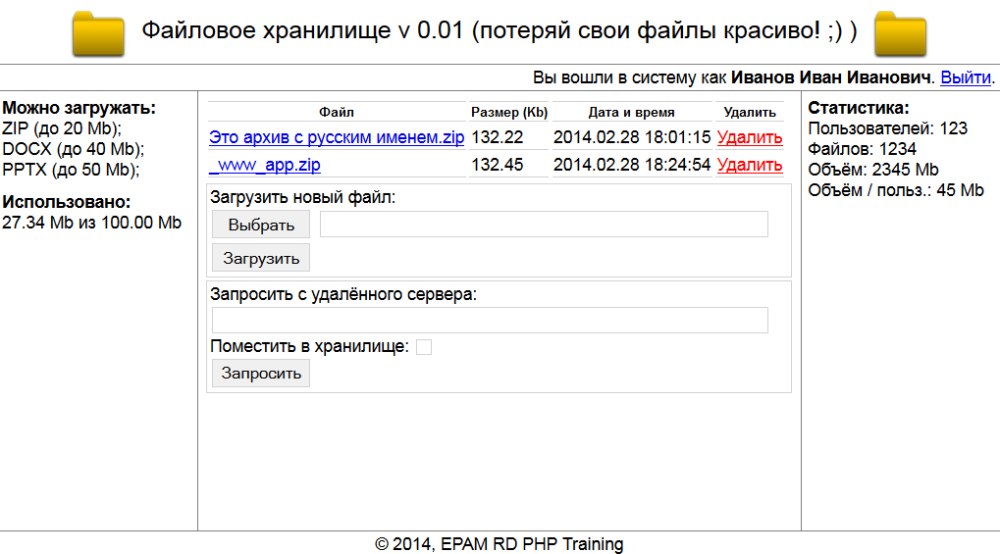 Файловое хранилище v 0.01 (потеряй свои файлы красиво! ;) )
Вы вошли в систему как Иванов Иван Иванович. Выйти.
Можно загружать:
ZIP (до 20 Mb);
DOCX (до 40 Mb);
PPTX (до 50 Mb);
Использовано:
27.34 Mb из 100.00 Mb
Файл Размер (Kb) Дата и время Удалить
Это архив с русским именем.zip 132.22 2014.02.28 18:01:15 Удалить
_www_app.zip 132.45 2014.02.28 18:24:54 Удалить
Загрузить новый файл:
Выбрать
Загрузить
Запросить с удалённого сервера:
Поместить в хранилище:
Запросить
Статистика:
Пользователей: 123
Файлов: 1234
Объём: 2345 Mb
Объём / польз.: 45 Mb
© 2014, EPAM RD PHP Training